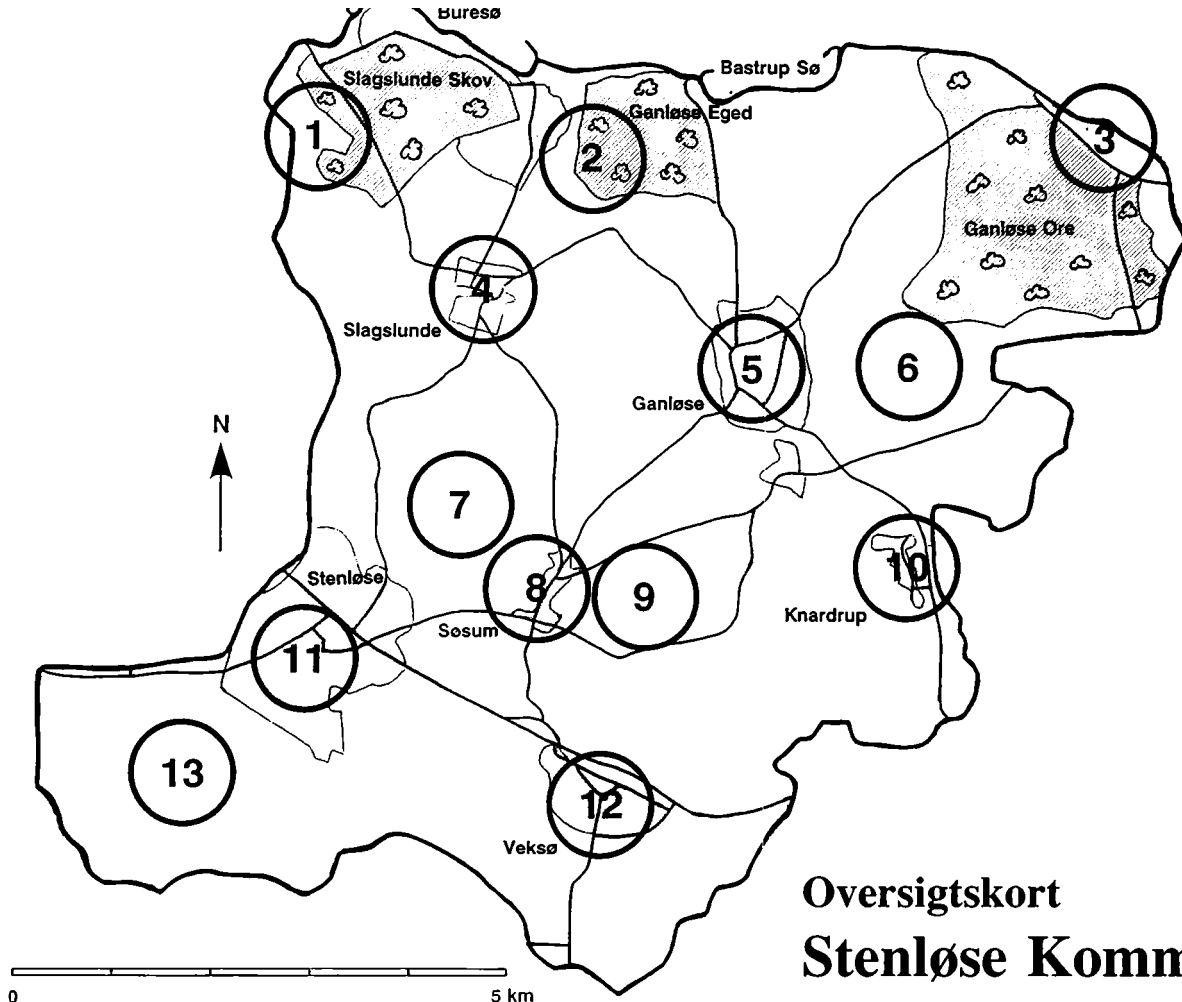 Buresø
Slagslunde Skov
Bastrup Sø
Ganløse Eged
1
2
3
Ganløse Ore
4
Slagslunde
5
6
Ganløse
N
7
Stenløse
8
9
10
Søsum
Knardrup
11
13
12
Veksø
Oversigtskort
Stenløse Komm
0
5 km